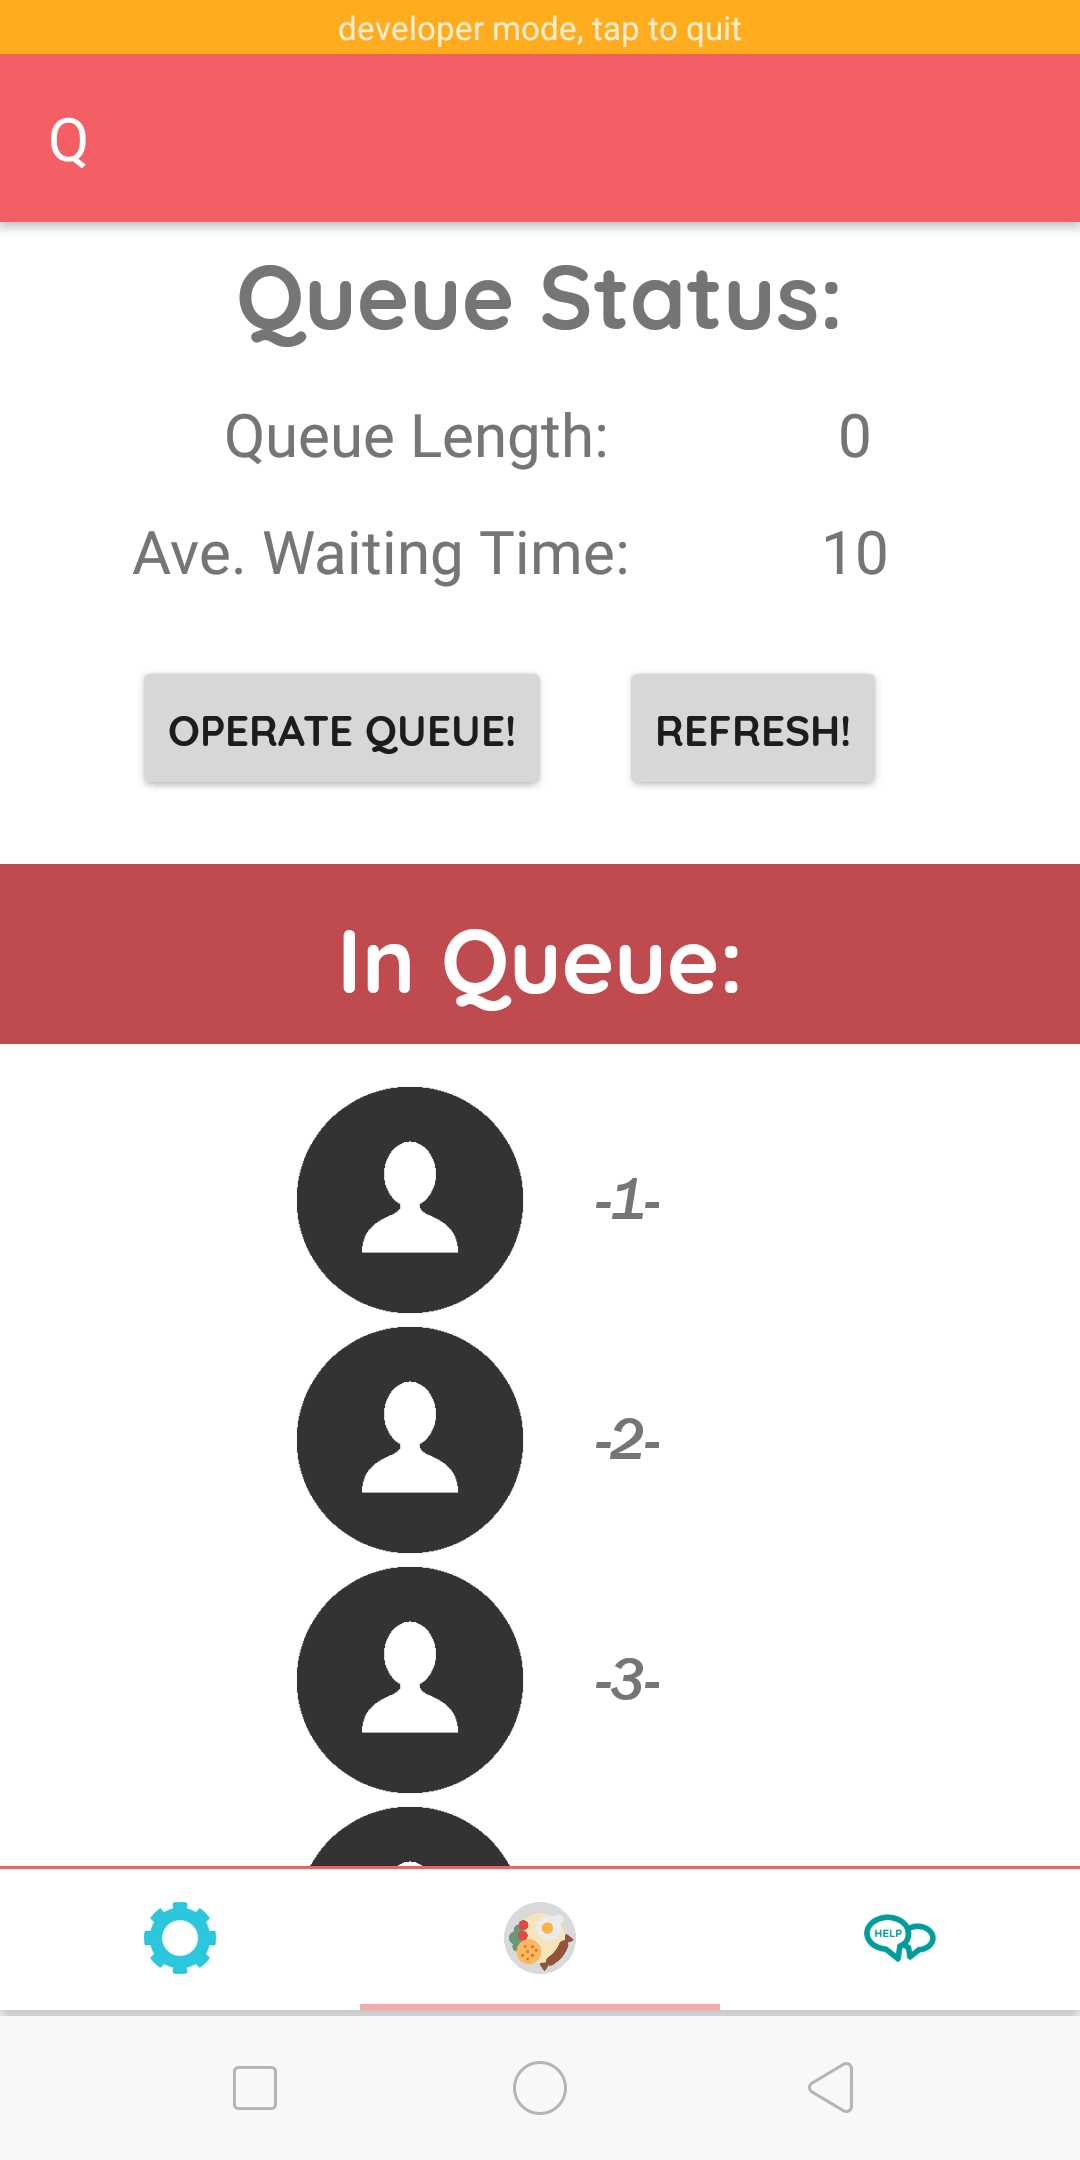 developer mode, tap to quit
Q
Queue Status:
Queue Length: 0
Ave. Waiting Time: 10
OPERATE QUEUE! REFRESH!
In Queue:
-1-
-2-
-3-
HELP